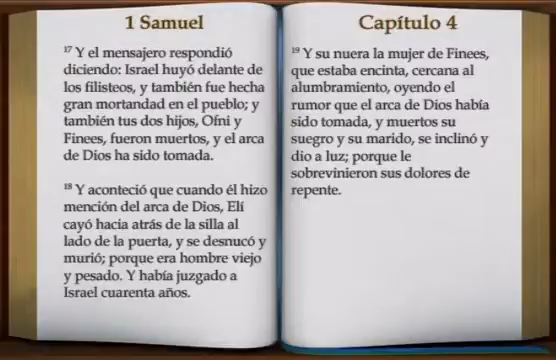 1 Samuel
17 Y el mensajero respondió
diciendo: Israel huyó delante de
los filisteos, y también fue hecha
gran mortandad en el pueblo; y
también tus dos hijos, Ofni y
Finees, fueron muertos, y el arca
de Dios ha sido tomada.
18 Y aconteció que cuando él hizo
mención del arca de Dios, Elí
cayó hacia atrás de la silla al
lado de la puerta, y se desnucó y
murió; porque era hombre viejo
y pesado. Y había juzgado a
Israel cuarenta años.
Capítulo 4
19 Y su nuera la mujer de Finees,
que estaba encinta, cercana al
alumbramiento, oyendo el
rumor que el arca de Dios había
sido tomada, y muertos su
suegro y su marido, se inclinó y
dio a luz; porque le
sobrevinieron sus dolores de
repente.